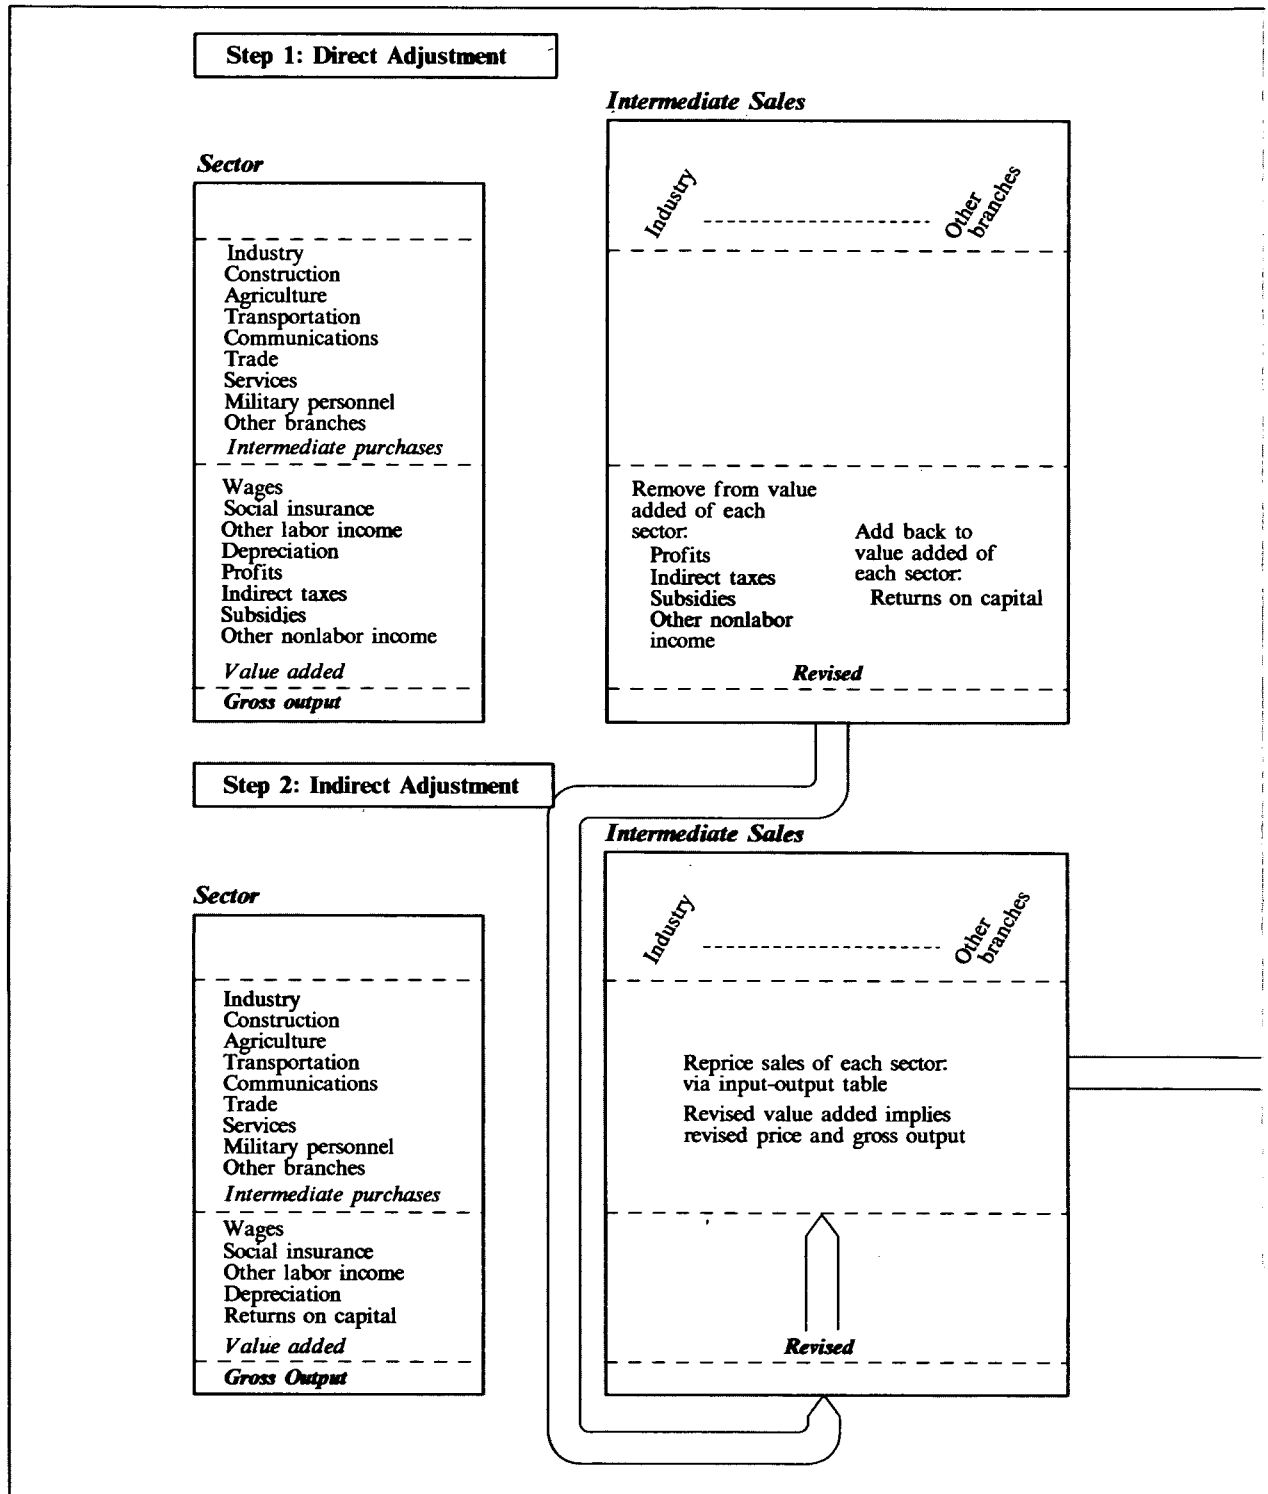 Step 1: Direct Adjustment
Intermediate Sales
Sector
Industry
Other
branches
Industry
Construction
Agriculture
Transportation
Communications
Trade
Services
Military personnel
Other branches
Intermediate purchases
Wages
Social insurance
Other labor income
Depreciation
Profits
Indirect taxes
Subsidies
Other nonlabor income
Value added
Gross output
Remove from value
added of each
sector:
Profits
Indirect taxes
Subsidies
Other nonlabor
income
Add back to
value added of
each sector:
Returns on capital
Revised
Step 2: Indirect Adjustment
Intermediate Sales
Sector
Industry
Other
branches
Industry
Construction
Agriculture
Transportation
Communications
Trade
Services
Military personnel
Other branches
Intermediate purchases
Wages
Social insurance
Other labor income
Depreciation
Returns on capital
Value added
Gross Output
Reprice sales of each sector:
via input-output table
Revised value added implies
revised price and gross output
Revised